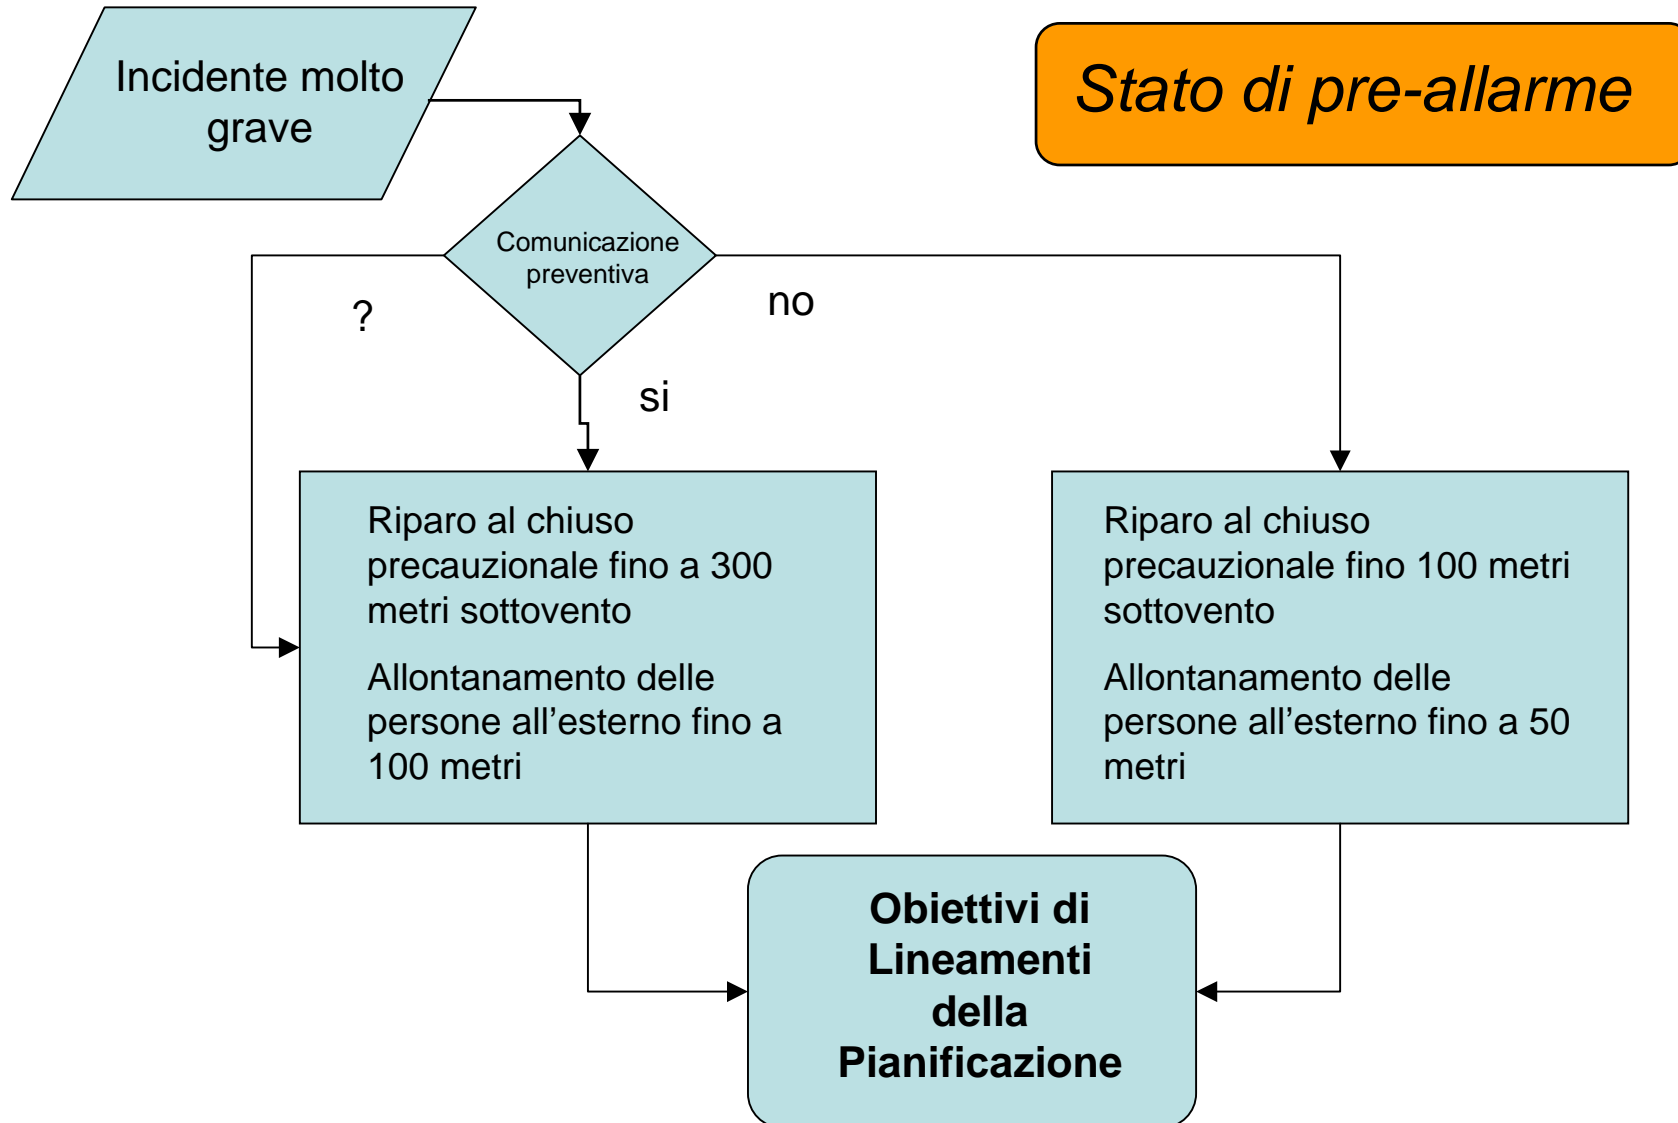 Incidente molto
grave
Stato di pre-allarme
Comunicazione
preventiva
?
no
si
Riparo al chiuso
precauzionale fino a 300
metri sottovento
Allontanamento delle
persone all’esterno fino a
100 metri
Riparo al chiuso
precauzionale fino 100 metri
sottovento
Allontanamento delle
persone all’esterno fino a 50
metri
Obiettivi di
Lineamenti
della
Pianificazione